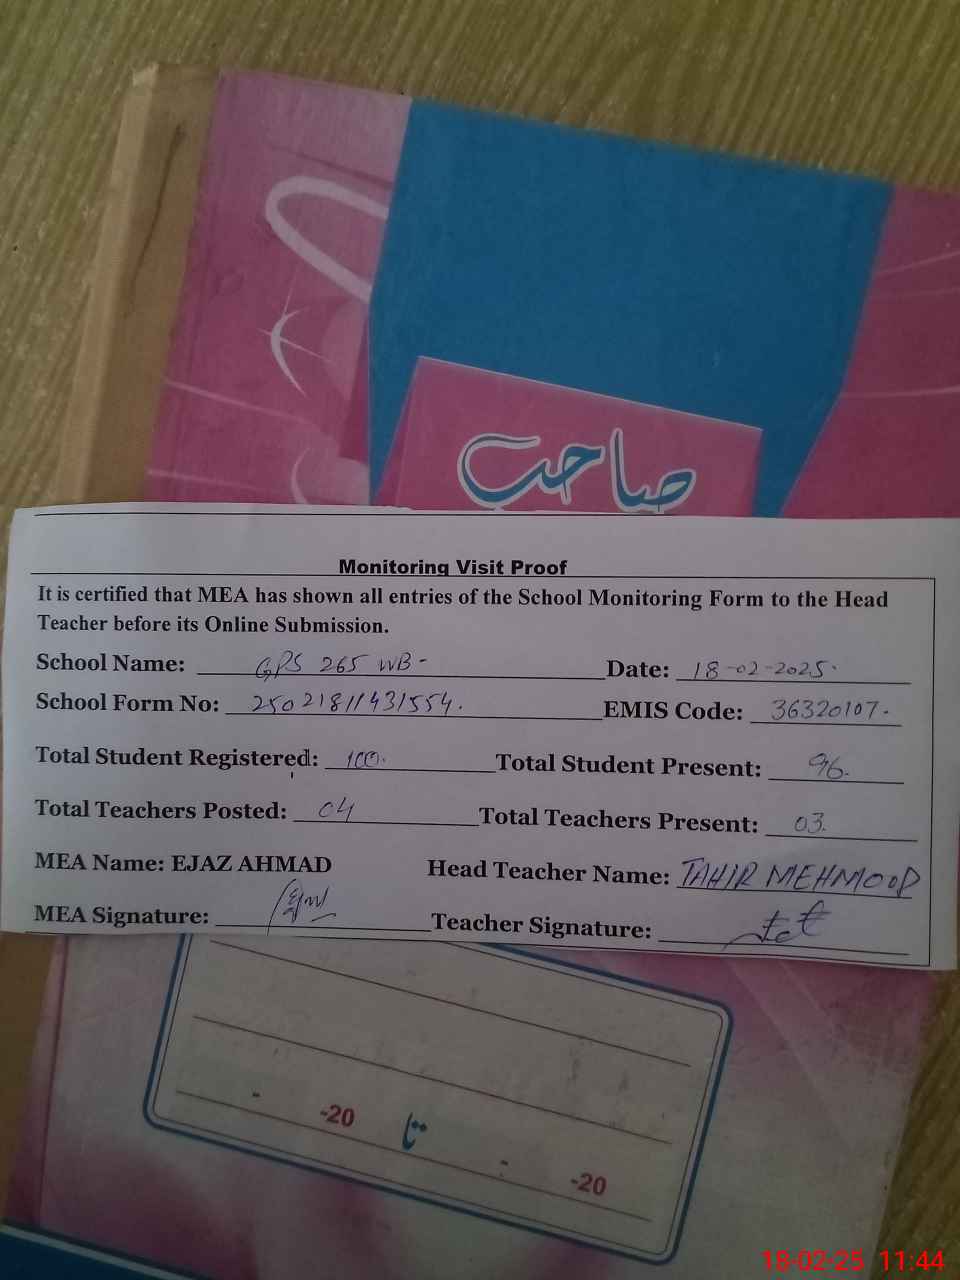 صاحب
Monitoring Visit Proof
It is certified that MEA has shown all entries of the School Monitoring Form to the Head
Teacher before its Online Submission.
School Name: GPS 265 WB- Date: 18-02-2025.
School Form No: 25021811431554. EMIS Code: 36320107.
Total Student Registered: 100. Total Student Present: 96.
Total Teachers Posted: 04 Total Teachers Present: 03.
MEA Name: EJAZ AHMAD Head Teacher Name: TAHIR MEHMOOD
MEA Signature: Teacher Signature:
- -20 تا - -20
18-02-25 11:44